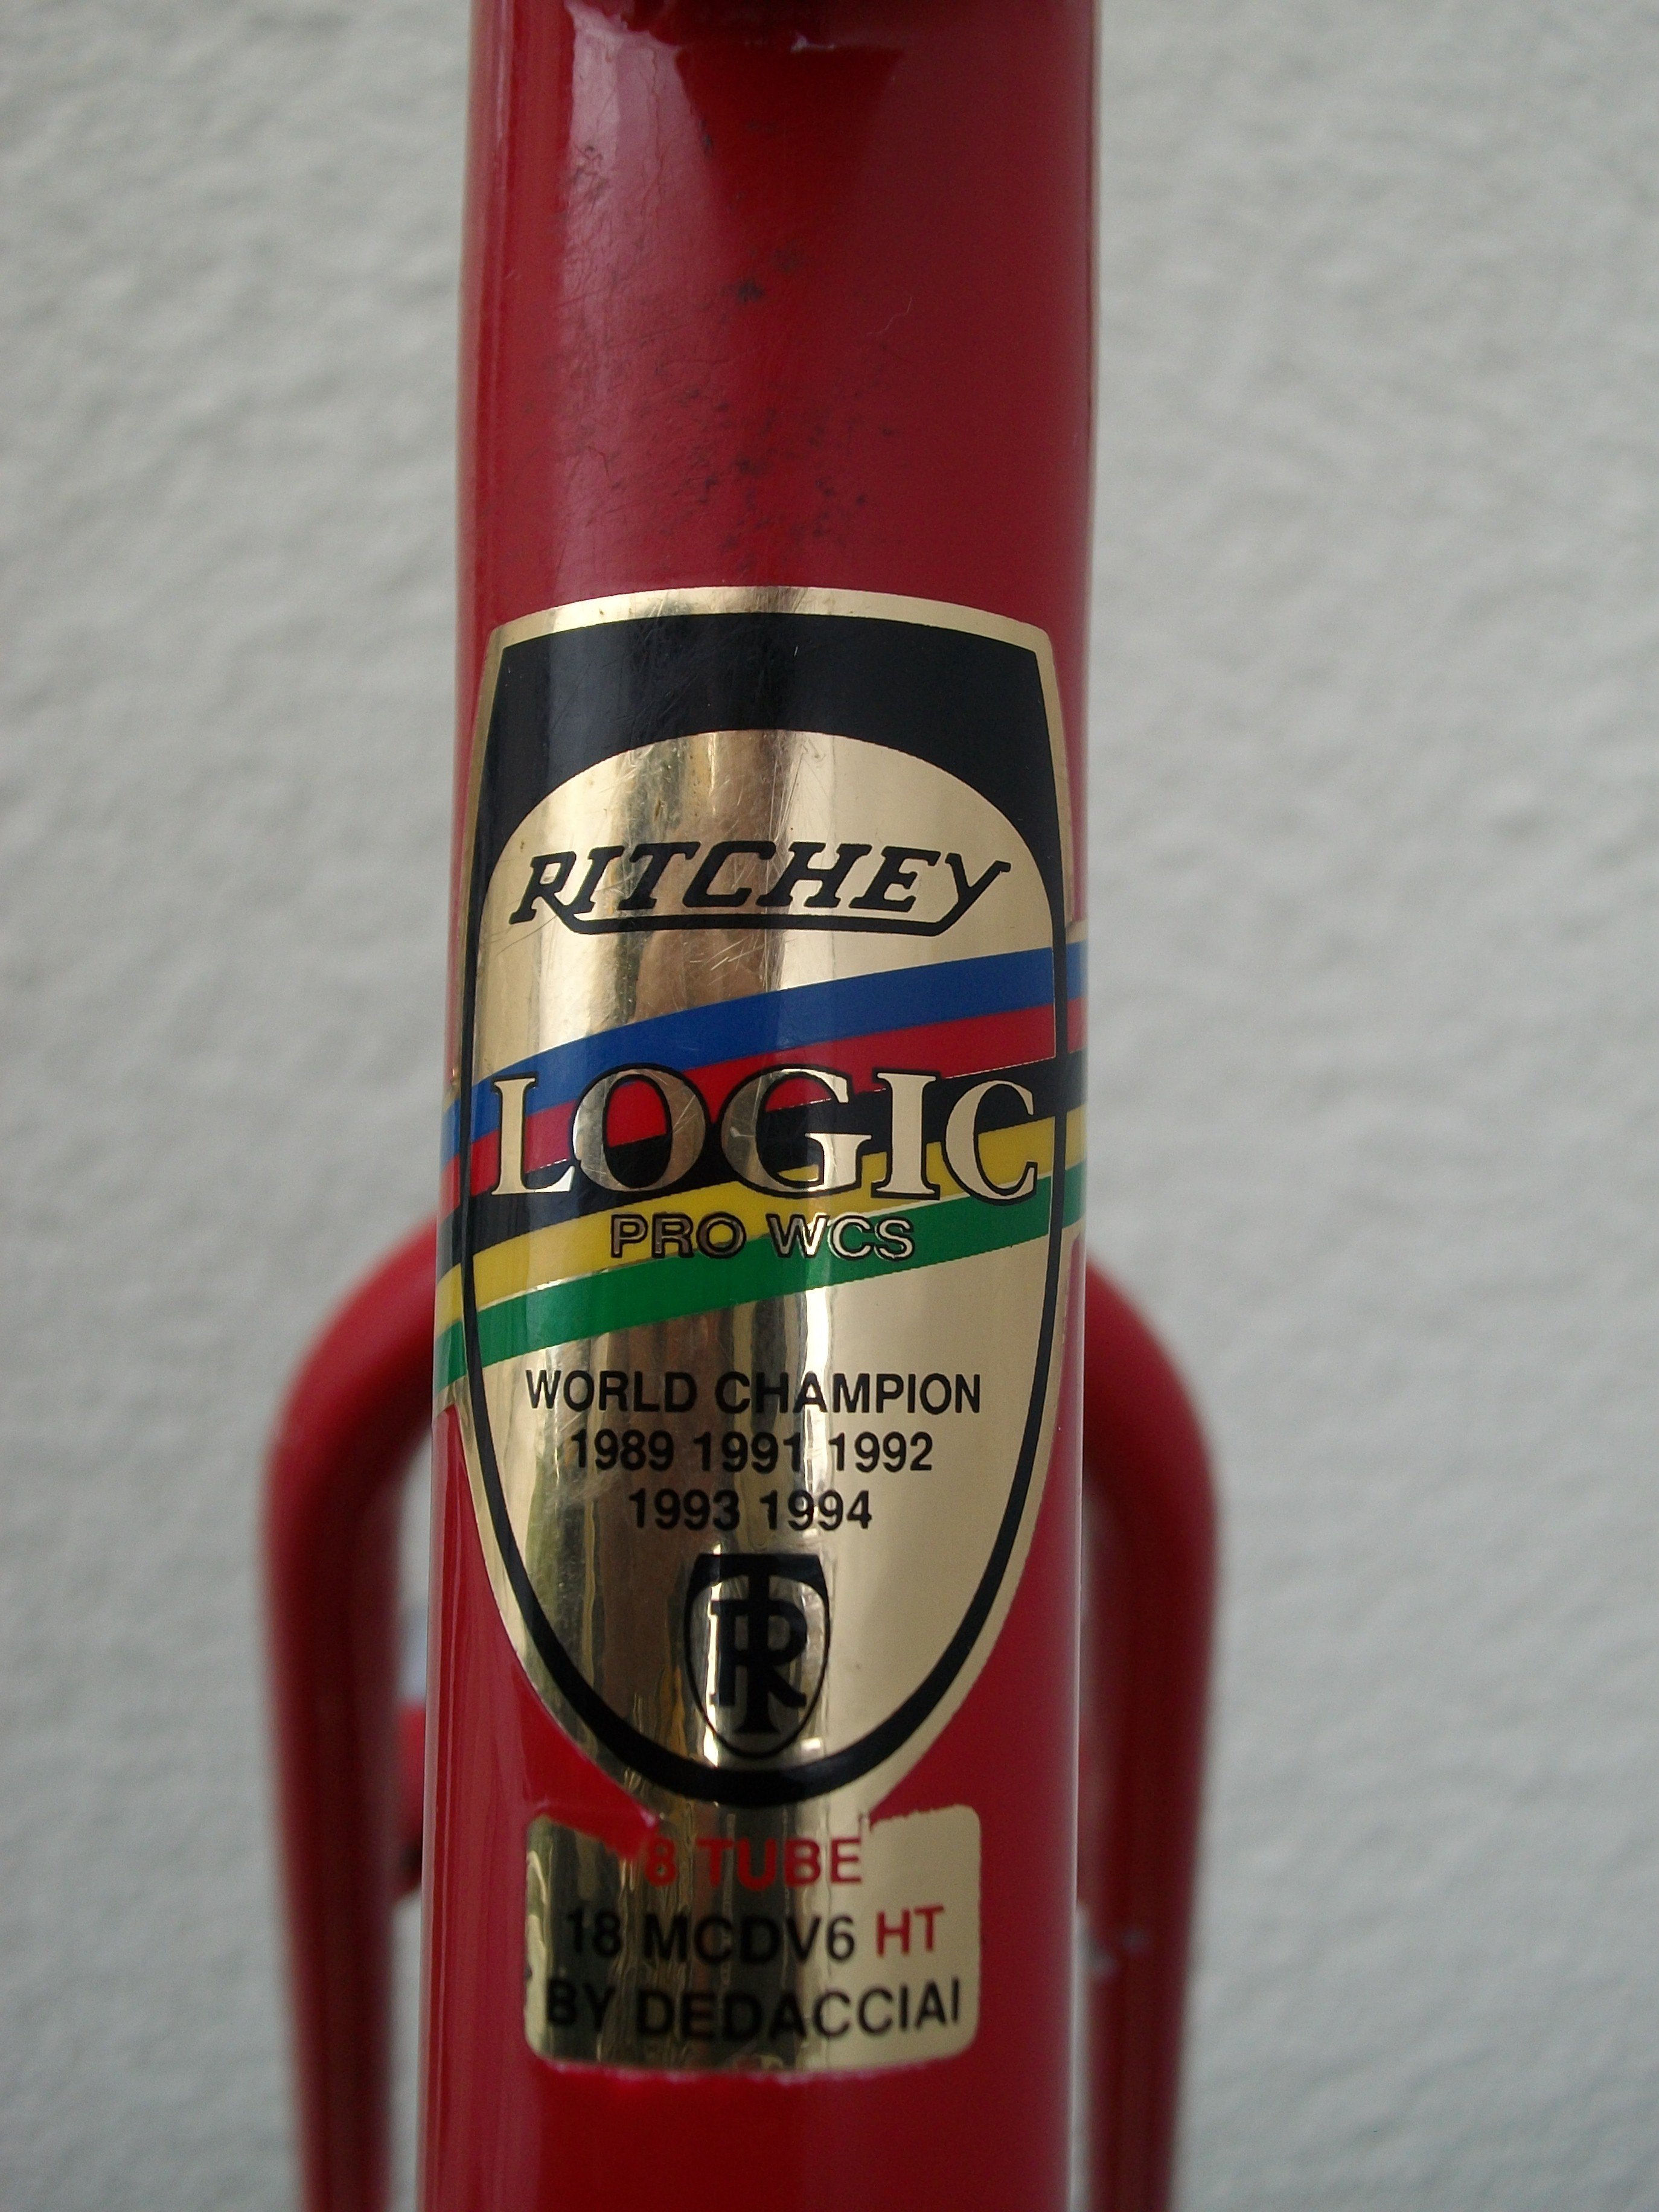 RITCHEY
LOGIC
PRO WCS
WORLD CHAMPION
1989 1991 1992
1993 1994
TR
8 TUBE
18 MCDV6 HT
BY DEDACCIAI